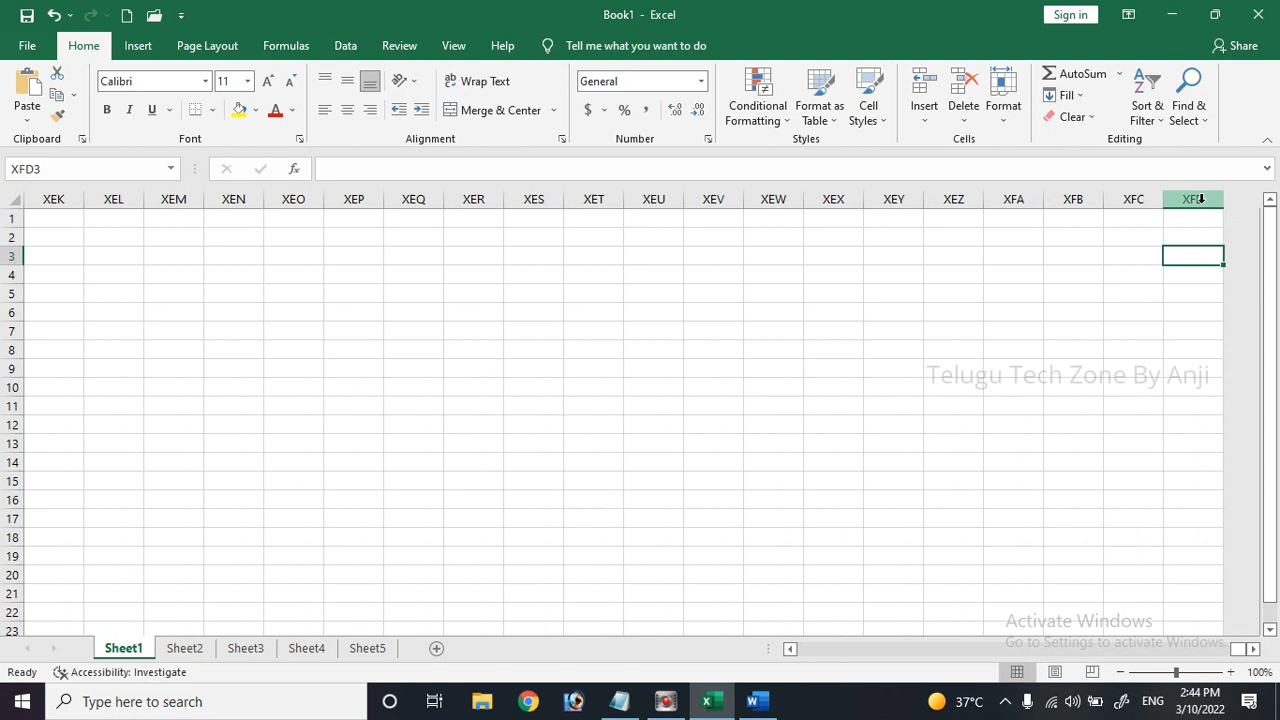 Book1 - Excel
Sign in
File Home Insert Page Layout Formulas Data Review View Help Tell me what you want to do Share
Paste
Calibri 11
B I U
Wrap Text
Merge & Center
General
$ % ,
Conditional Formatting
Format as Table
Cell Styles
Insert Delete Format
AutoSum
Fill
Clear
Sort & Filter
Find & Select
Clipboard Font Alignment Number Styles Cells Editing
XFD3 fx
XEK XEL XEM XEN XEO XEP XEQ XER XES XET XEU XEV XEW XEX XEY XEZ XFA XFB XFC
1
2
3
4
5
6
7
8
9
Telugu Tech Zone By Anji
10
11
12
13
14
15
16
17
18
19
20
21
22
23
Activate Windows
Go to Settings to activate Windows.
Sheet1 Sheet2 Sheet3 Sheet4 Sheet5
Ready Accessibility: Investigate 100%
Type here to search
37°C ENG
2:44 PM
3/10/2022